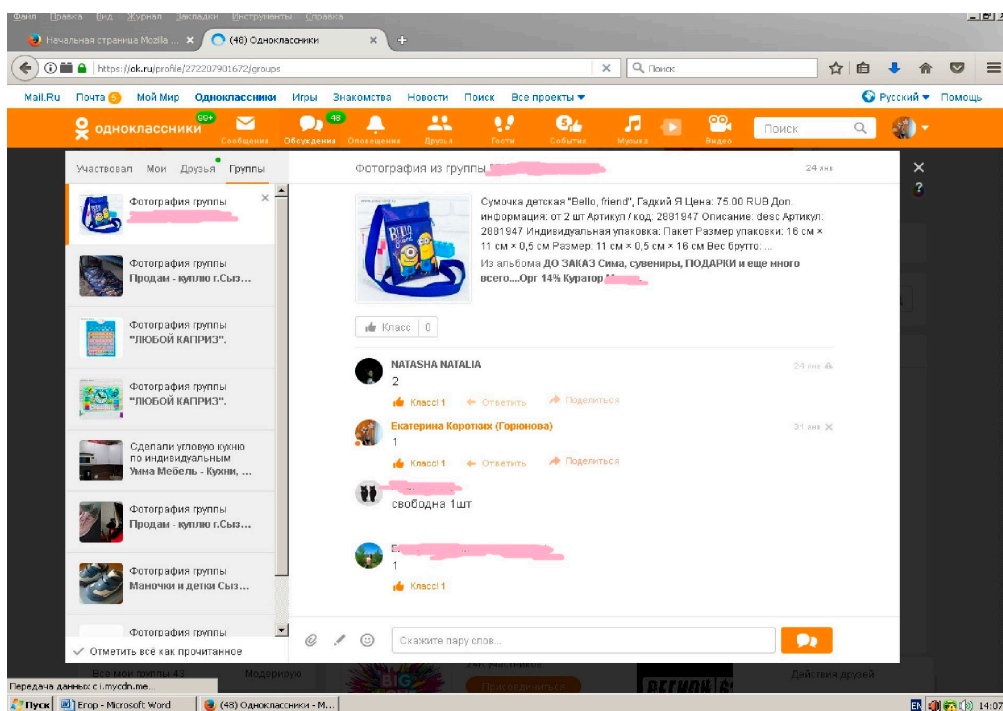 Файл Правка Вид Журнал Закладки Инструменты Справка
Начальная страница Mozilla ... ×
(48) Одноклассники × +
https://ok.ru/profile/272207901672/groups
Поиск
Mail.Ru Почта 5 Мой Мир Одноклассники Игры Знакомства Новости Поиск Все проекты Русский Помощь
одноклассники
99+ Сообщения
48 Обсуждения
Оповещения
Друзья
Гости
5 События
Музыка
Видео
Поиск
Участвовал Мои Друзья Группы
Фотография группы
Фотография группы
Продам - куплю г.Сыз...
Фотография группы
"ЛЮБОЙ КАПРИЗ".
Фотография группы
"ЛЮБОЙ КАПРИЗ".
Сделали угловую кухню
по индивидуальным
Умма Мебель - Кухни, ...
Фотография группы
Продам - куплю г.Сыз...
Фотография группы
Маночки и детки Сыз...
Фотография группы
Отметить всё как прочитанное
Фотография из группы
24 янв
Сумочка детская "Bello, friend", Гадкий Я Цена: 75.00 RUB Доп.
информация: от 2 шт Артикул / код: 2881947 Описание: desc Артикул:
2881947 Индивидуальная упаковка: Пакет Размер упаковки: 16 см ×
11 см × 0,5 см Размер: 11 см × 0,5 см × 16 см Вес брутто: ...
Из альбома ДО ЗАКАЗ Сима, сувениры, ПОДАРКИ и еще много
всего....Орг 14% Куратор
Класс 0
NATASHA NATALIA
24 янв
2
Класс! 1 Ответить Поделиться
Екатерина Коротких (Горюнова)
31 янв
1
Класс! 1 Ответить Поделиться
свободна 1шт
1
Класс! 1
Скажите пару слов...
Все мои группы 43 Модерирую
BIG
участников
Присоединиться
РЕГИОН
Действия друзей
Передача данных с i.mycdn.me...
Пуск
Егор - Microsoft Word
(48) Одноклассники - M...
EN
14:07